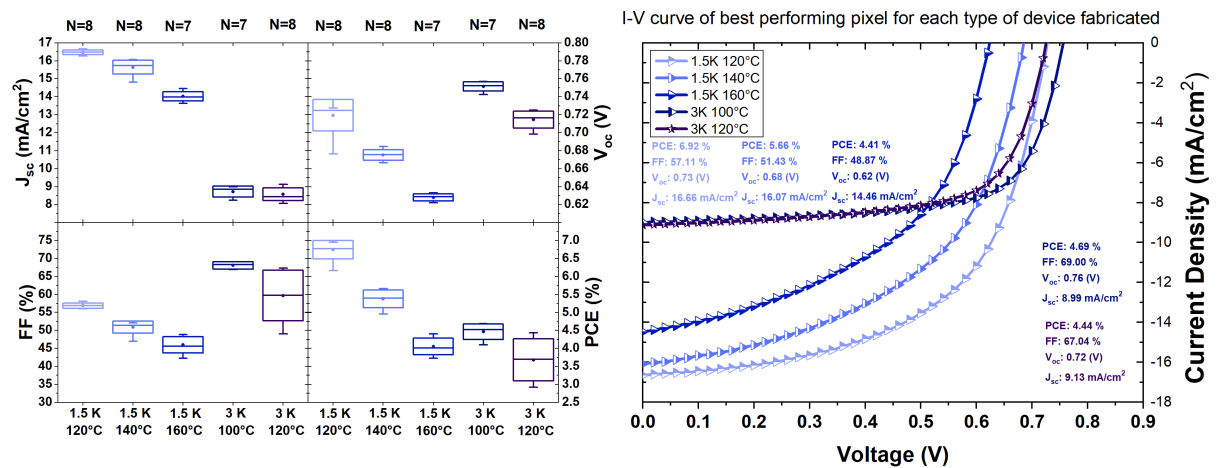 N=8 N=8 N=7 N=7 N=8 N=8 N=8 N=7 N=7 N=8
17
16
15
14
13
12
11
10
9
8
Jsc (mA/cm²)
0.80
0.78
0.76
0.74
0.72
0.70
0.68
0.66
0.64
0.62
Voc (V)
100
90
80
70
60
50
40
30
FF (%)
7.0
6.5
6.0
5.5
5.0
4.5
4.0
3.5
3.0
2.5
PCE (%)
1.5 K 1.5 K 1.5 K 3 K 3 K 1.5 K 1.5 K 1.5 K 3 K 3 K
120°C 140°C 160°C 100°C 120°C 120°C 140°C 160°C 100°C 120°C
I-V curve of best performing pixel for each type of device fabricated
1.5K 120°C
1.5K 140°C
1.5K 160°C
3K 100°C
3K 120°C
PCE: 6.92 %
FF: 57.11 %
Voc: 0.73 (V)
Jsc: 16.66 mA/cm²
PCE: 5.66 %
FF: 51.43 %
Voc: 0.68 (V)
Jsc: 16.07 mA/cm²
PCE: 4.41 %
FF: 48.87 %
Voc: 0.62 (V)
Jsc: 14.46 mA/cm²
PCE: 4.69 %
FF: 69.00 %
Voc: 0.76 (V)
Jsc: 8.99 mA/cm²
PCE: 4.44 %
FF: 67.04 %
Voc: 0.72 (V)
Jsc: 9.13 mA/cm²
0
-2
-4
-6
-8
-10
-12
-14
-16
-18
Current Density (mA/cm²)
0.0 0.1 0.2 0.3 0.4 0.5 0.6 0.7 0.8 0.9
Voltage (V)